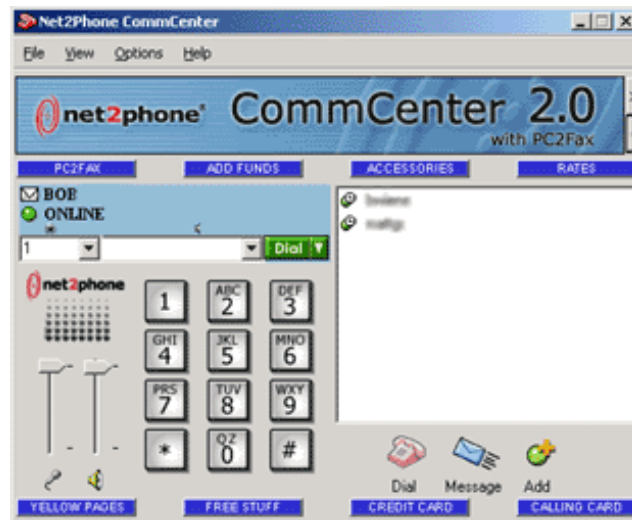 Net2Phone CommCenter
File View Options Help
net2phone® CommCenter 2.0
with PC2Fax
PC2FAX ADD FUNDS ACCESSORIES RATES
BOB
ONLINE
1 Dial
net2phone
1 ABC 2 DEF 3
GHI 4 JKL 5 MNO 6
PRS 7 TUV 8 WXY 9
* QZ 0 #
Dial Message Add
YELLOW PAGES FREE STUFF CREDIT CARD CALLING CARD